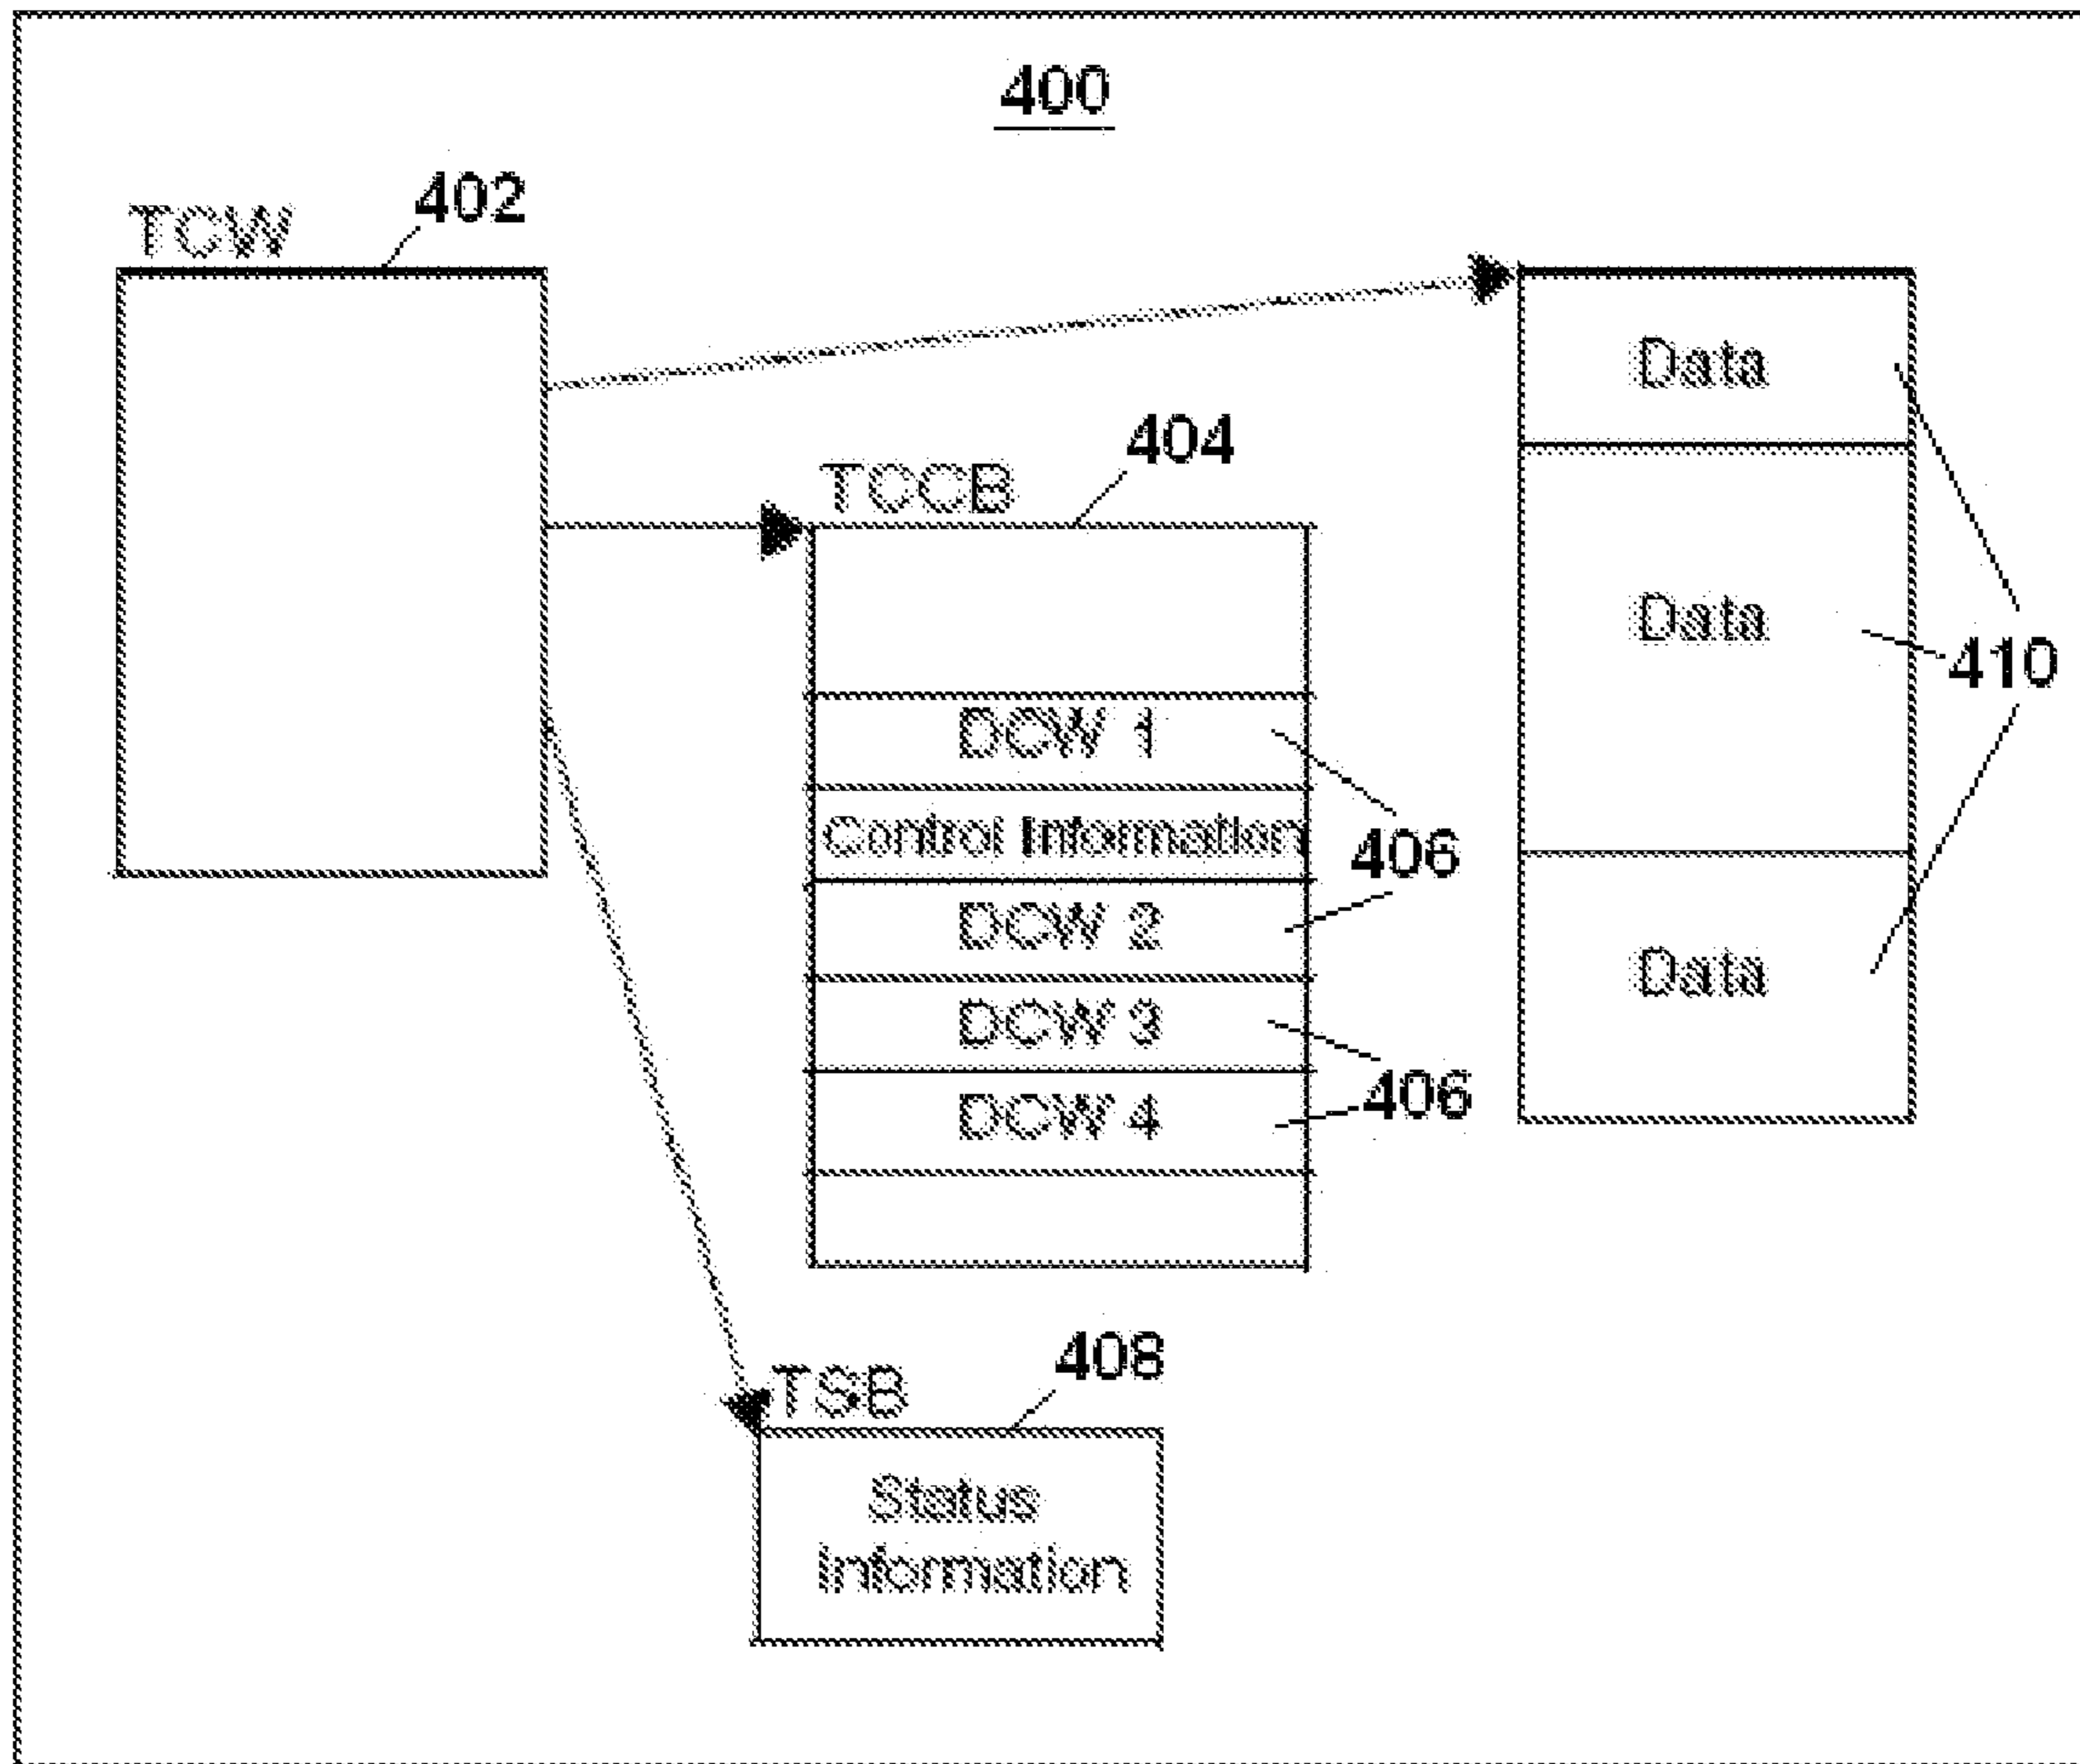 400
402
TCW
Data
404
TCCB
Data
410
DCW 1
Control Information
406
DCW 2
Data
DCW 3
406
DCW 4
408
TSB
Status
Information